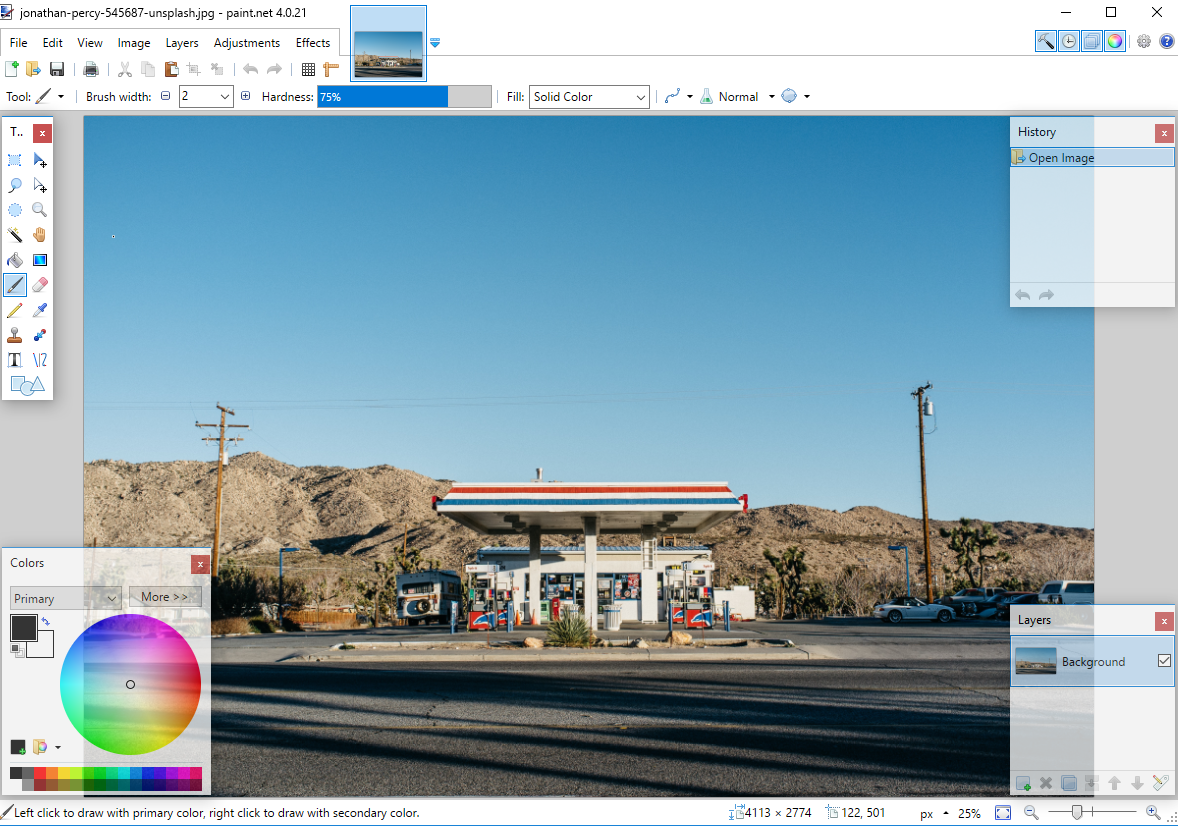 jonathan-percy-545687-unsplash.jpg - paint.net 4.0.21
File Edit View Image Layers Adjustments Effects
Tool: Brush width: 2 Hardness: 75% Fill: Solid Color Normal
T..
History
Open Image
Colors
Primary More >>
Layers
Background
Left click to draw with primary color, right click to draw with secondary color. 4113 × 2774 122, 501 px 25%